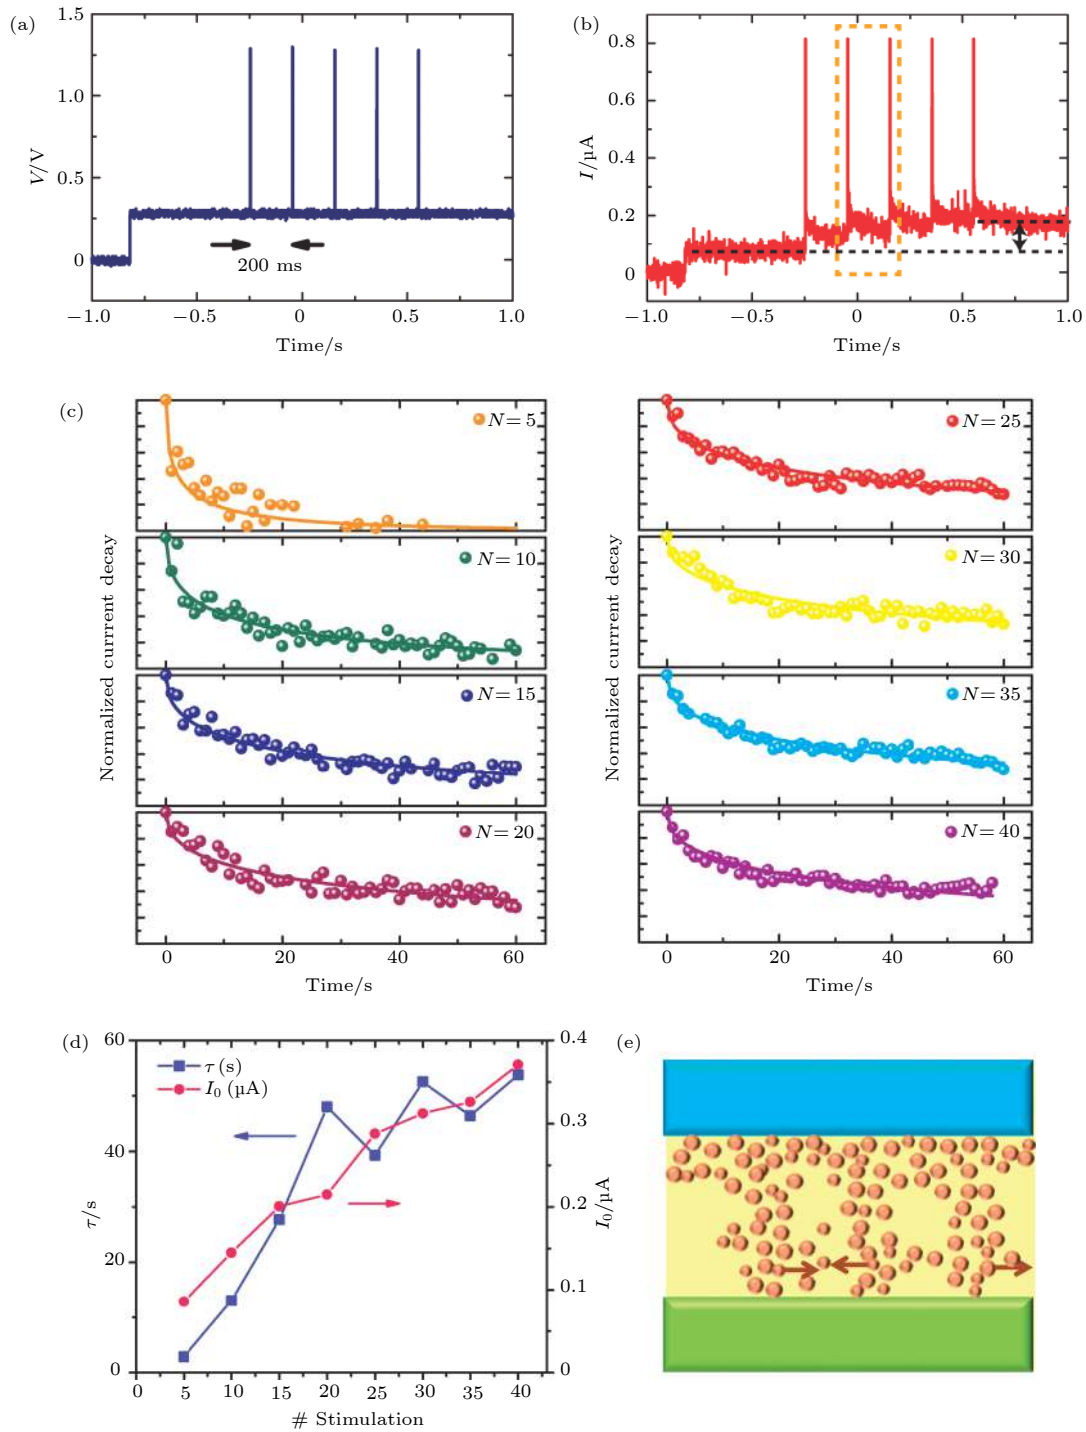 (a)
1.5
1.0
0.5
0
V/V
200 ms
−1.0
−0.5
0
0.5
1.0
Time/s
(b)
0.8
0.6
0.4
0.2
0
I/µA
−1.0
−0.5
0
0.5
1.0
Time/s
(c)
Normalized currrent decay
N=5
N=10
N=15
N=20
0
20
40
60
Time/s
Normalized currrent decay
N=25
N=30
N=35
N=40
0
20
40
60
Time/s
(d)
60
40
20
0
τ/s
τ (s)
I₀ (µA)
0.4
0.3
0.2
0.1
0
I₀/µA
0
5
10
15
20
25
30
35
40
# Stimulation
(e)